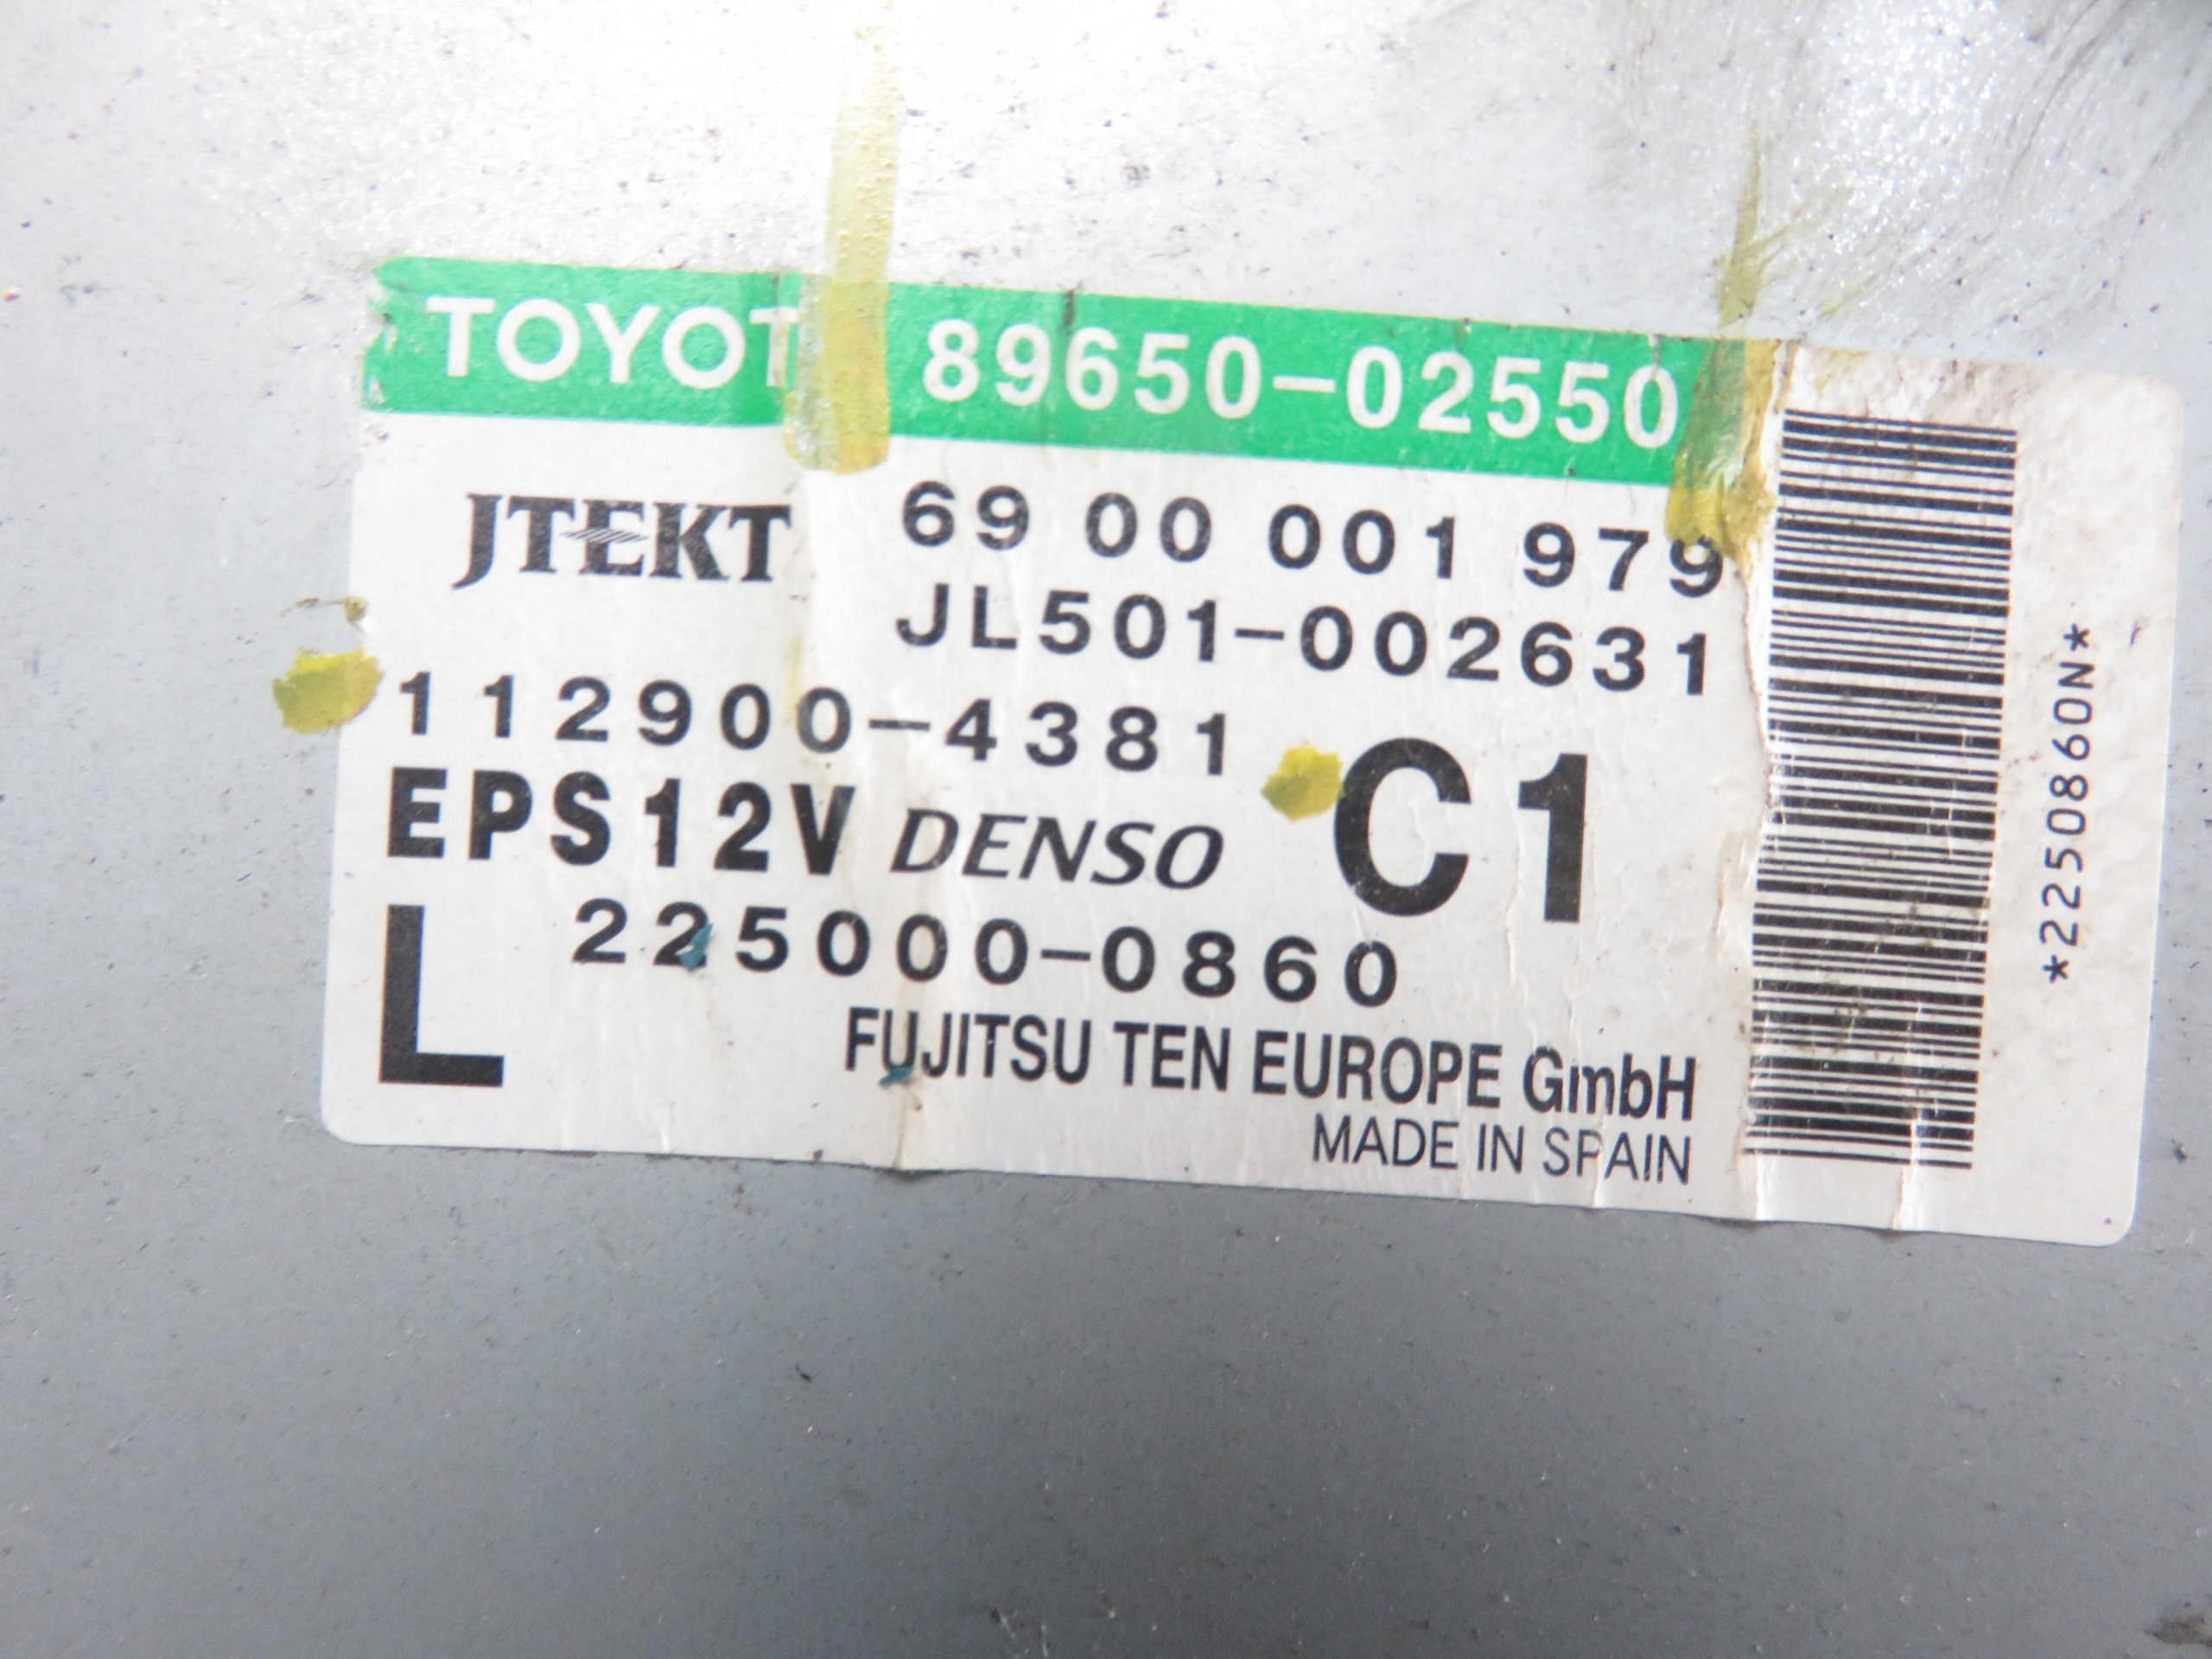 TOYOT 89650-02550
JTEKT 69 00 001 979
JL501-002631
112900-4381
EPS12V DENSO C1
L 225000-0860
FUJITSU TEN EUROPE GmbH
MADE IN SPAIN
*2250860N*